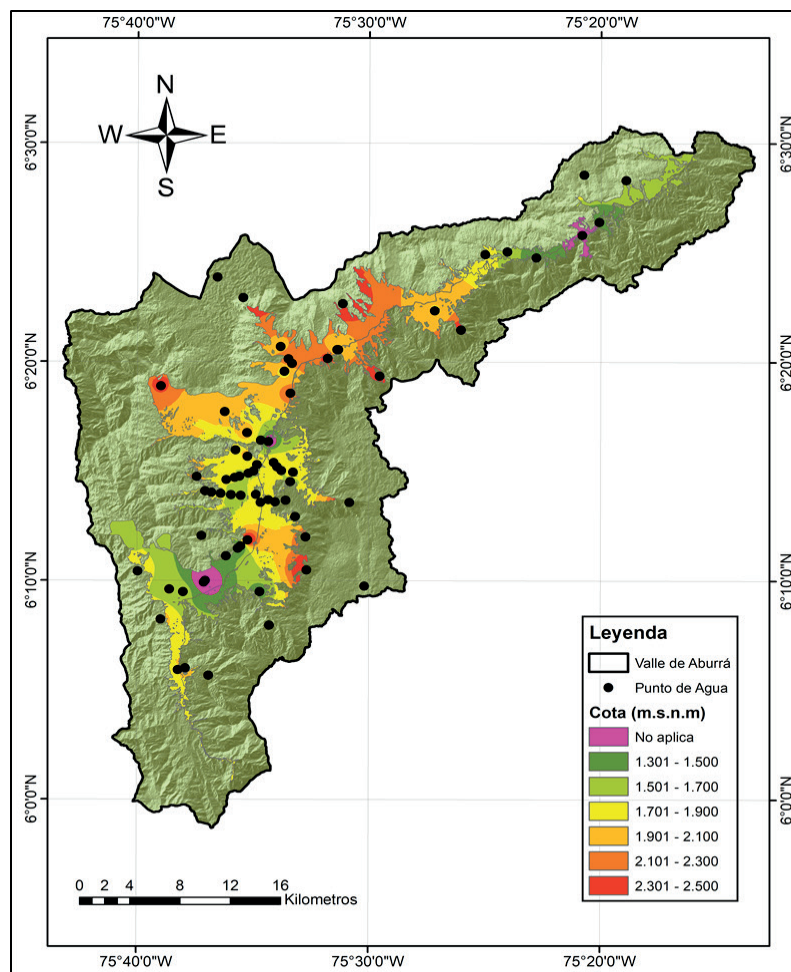 75°40'0"W 75°30'0"W 75°20'0"W
N
W E
S
6°30'0"N 6°30'0"N
6°20'0"N 6°20'0"N
6°10'0"N 6°10'0"N
6°0'0"N 6°0'0"N
Leyenda
Valle de Aburrá
Punto de Agua
Cota (m.s.n.m)
No aplica
1.301 - 1.500
1.501 - 1.700
1.701 - 1.900
1.901 - 2.100
2.101 - 2.300
2.301 - 2.500
0 2 4 8 12 16
Kilometros
75°40'0"W 75°30'0"W 75°20'0"W